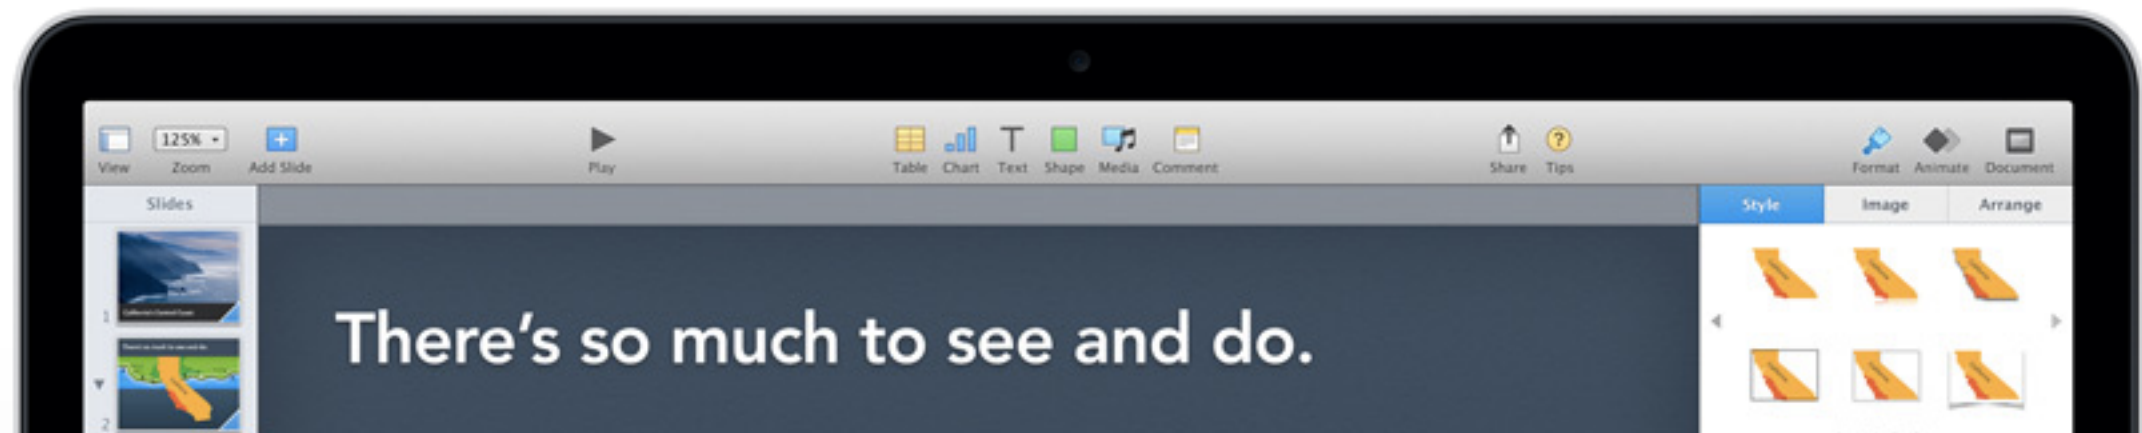 125%
View Zoom Add Slide Play Table Chart Text Shape Media Comment Share Tips Format Animate Document
Slides Style Image Arrange
1
There's so much to see and do.
2